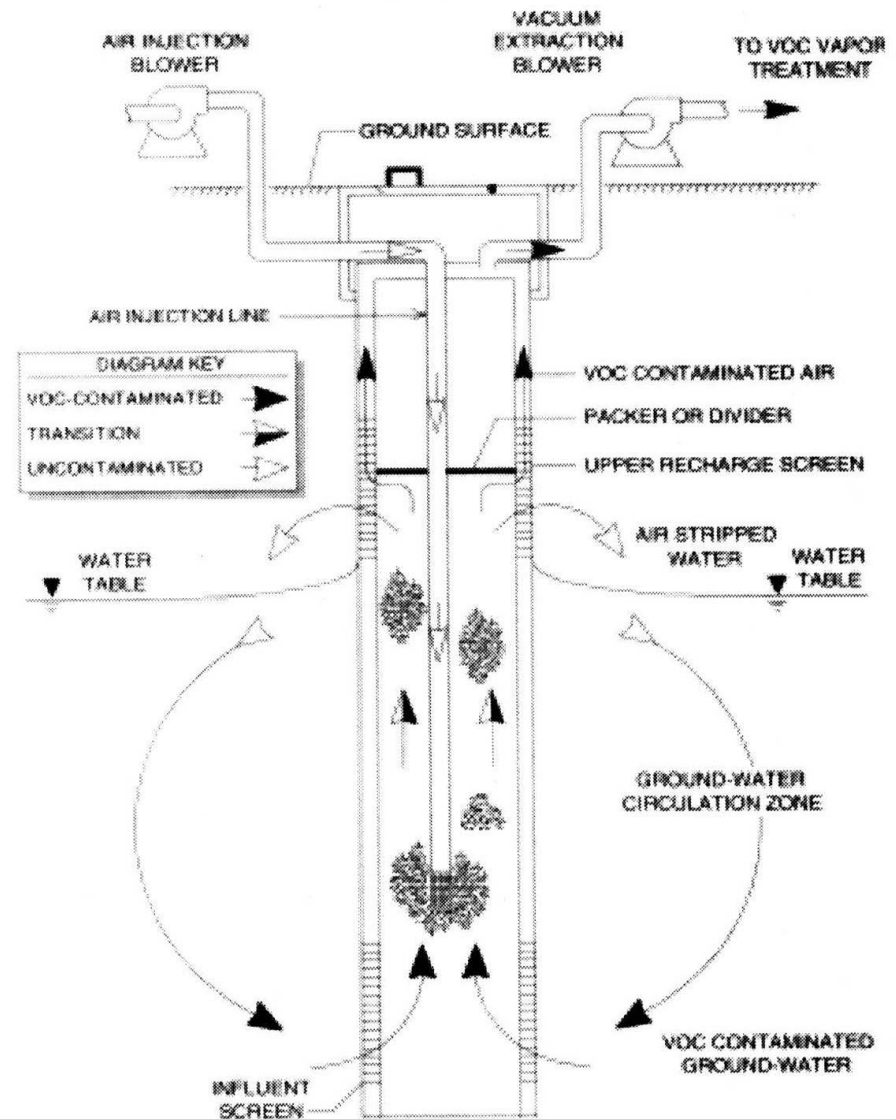 AIR INJECTION
BLOWER
VACUUM
EXTRACTION
BLOWER
TO VOC VAPOR
TREATMENT
GROUND SURFACE
AIR INJECTION LINE
DIAGRAM KEY
VOC-CONTAMINATED
TRANSITION
UNCONTAMINATED
VOC CONTAMINATED AIR
PACKER OR DIVIDER
UPPER RECHARGE SCREEN
AIR STRIPPED
WATER
WATER
TABLE
WATER
TABLE
GROUND-WATER
CIRCULATION ZONE
VOC CONTAMINATED
GROUND-WATER
INFLUENT
SCREEN